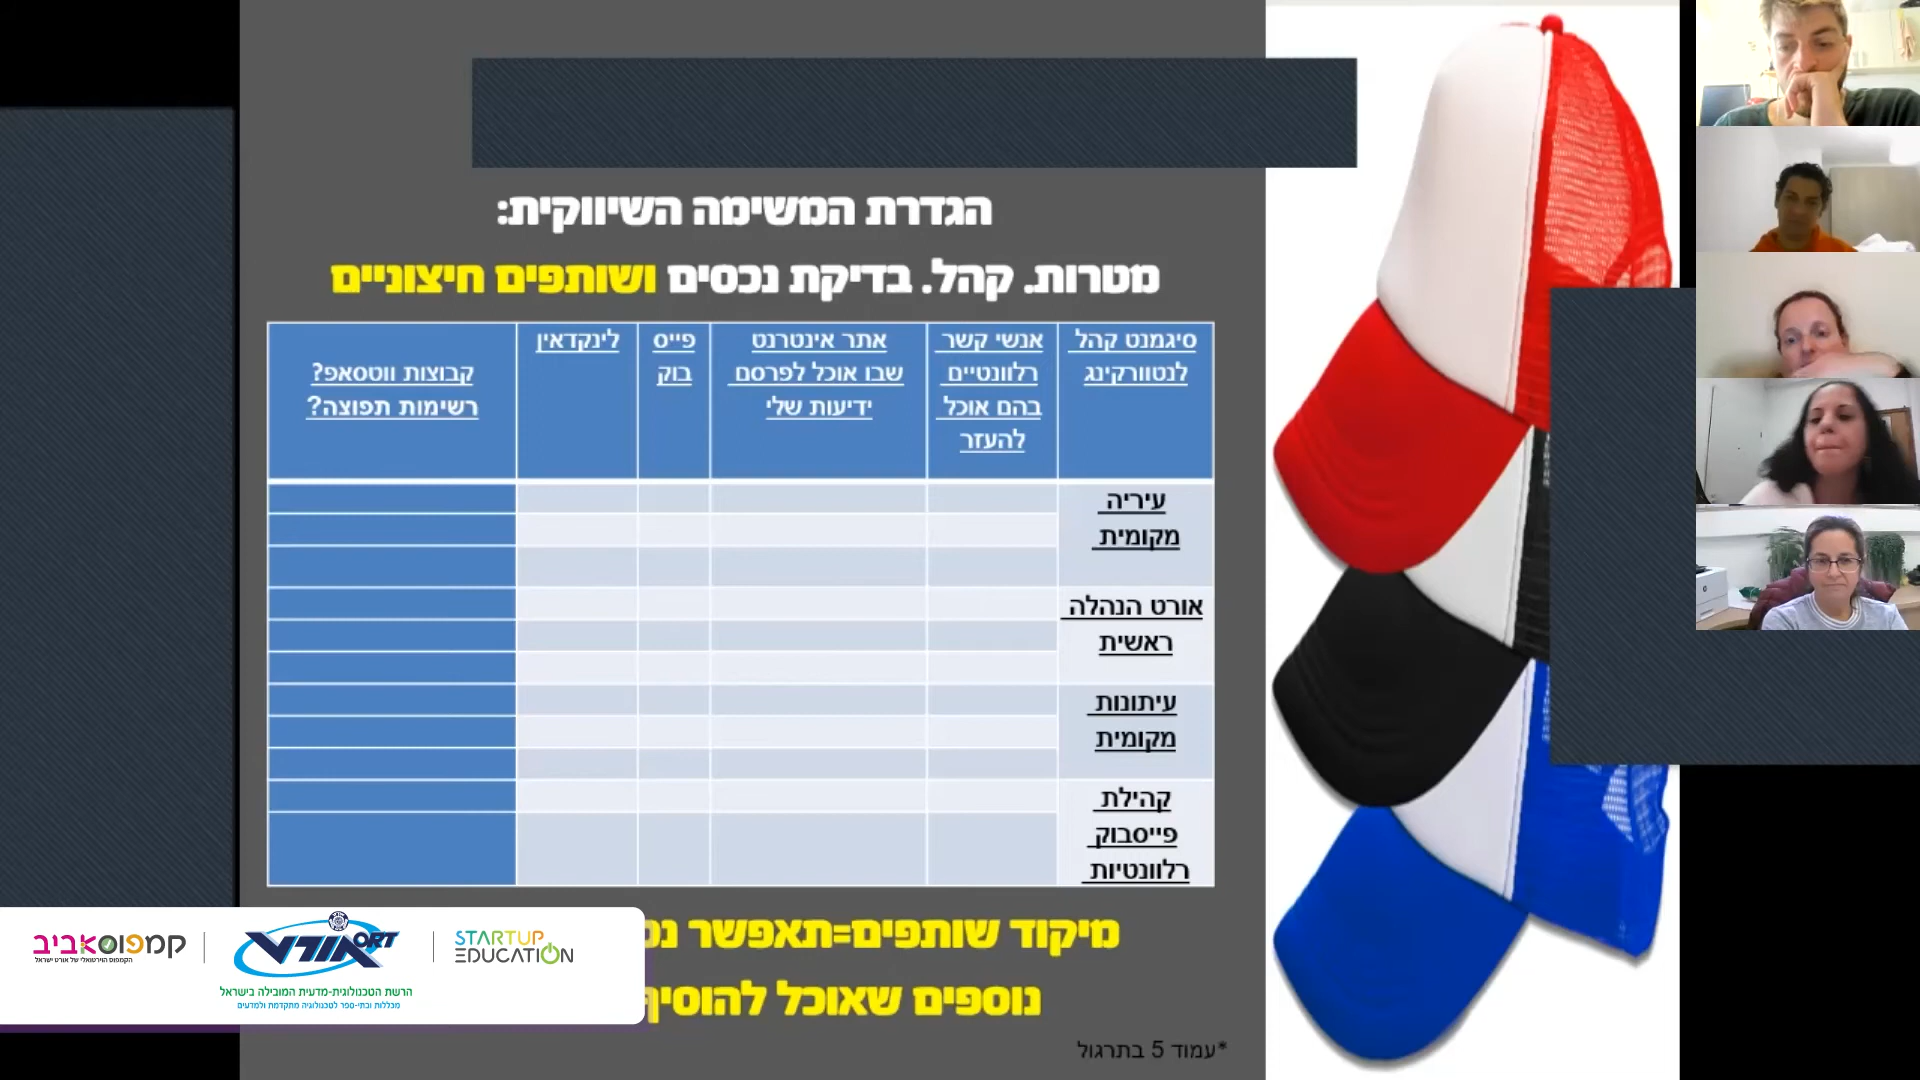 הגדרת המשימה השיווקית:
מטרות. קהל. בדיקת נכסים ושותפים חיצוניים
סיגמנט קהל
לנטוורקינג
אנשי קשר
רלוונטיים
בהם אוכל
להעזר
אתר אינטרנט
שבו אוכל לפרסם
ידיעות שלי
פייס
בוק
לינקדאין
קבוצות ווטסאפ?
רשימות תפוצה?
עיריה
מקומית
אורט הנהלה
ראשית
עיתונות
מקומית
קהילת
פייסבוק
רלוונטיות
מיקוד שותפים=תאפשר
נוספים שאוכל להוסיף
*עמוד 5 בתרגול
קמפוסאביב
הקמפוס הוירטואלי של אורט ישראל
אורט ORT
הרשת הטכנולוגית-מדעית המובילה בישראל
מכללות ובתי-ספר לטכנולוגיה מתקדמת ולמדעים
STARTUP
EDUCATION